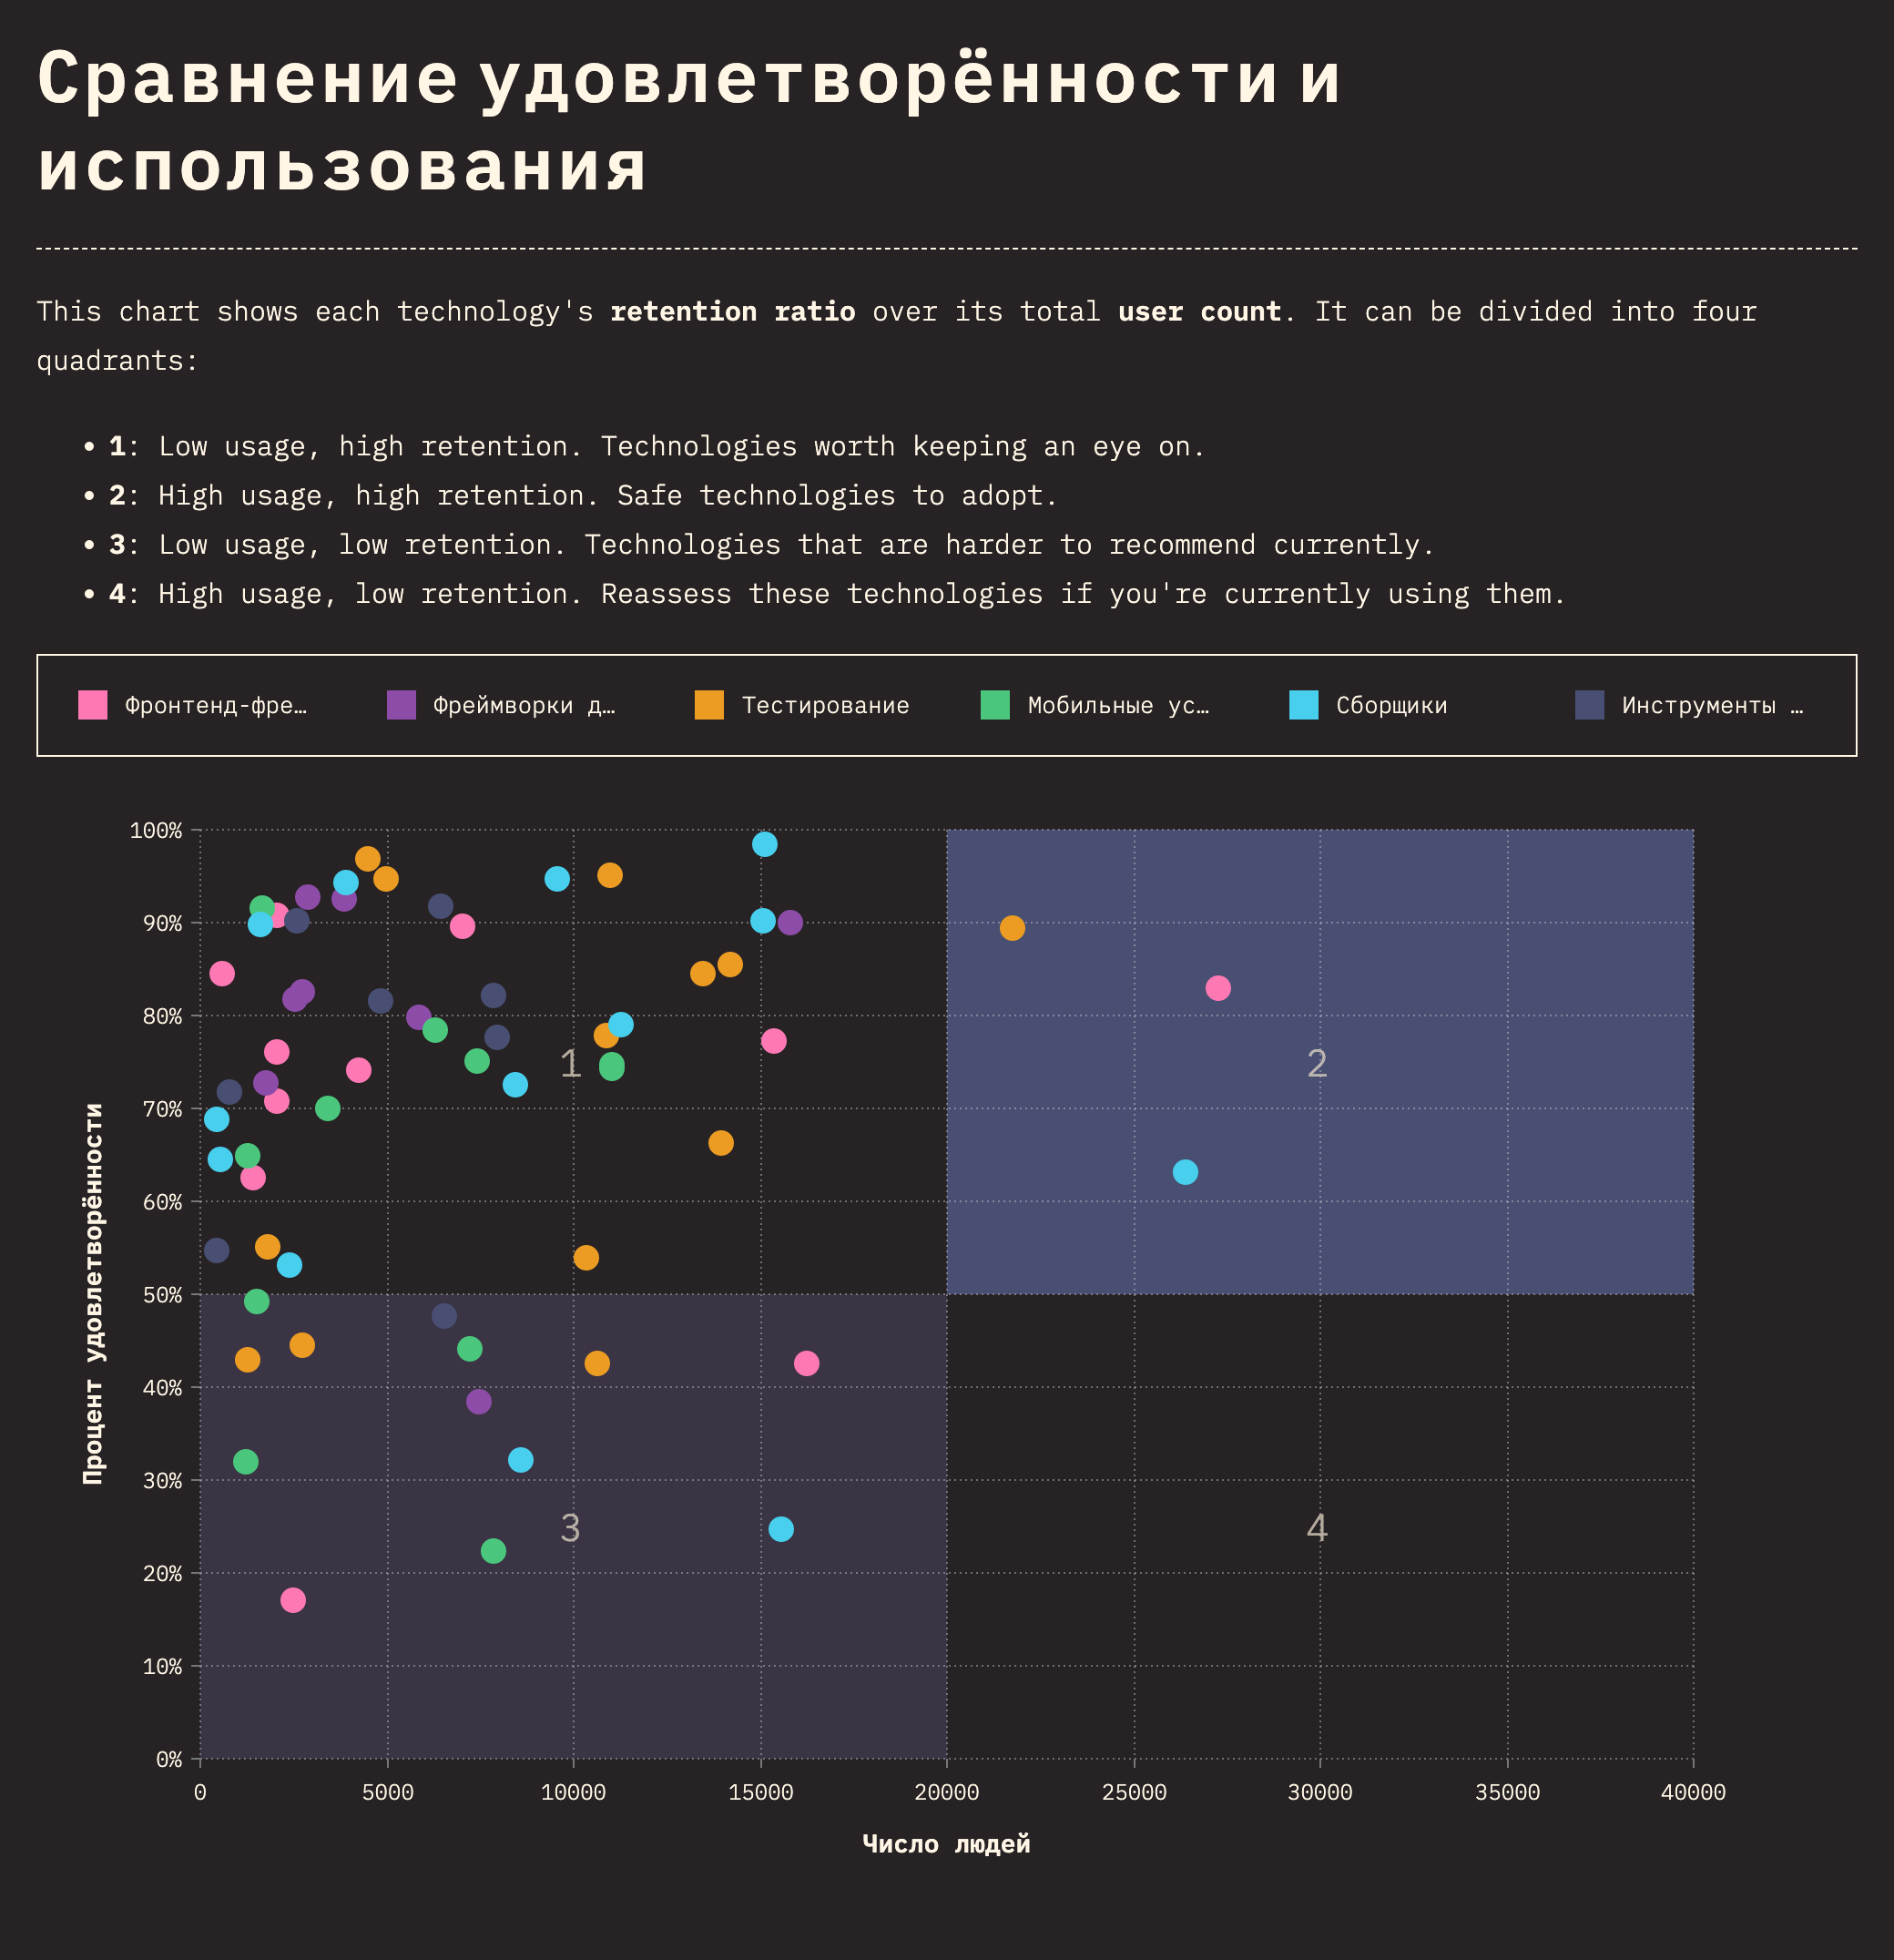 Сравнение удовлетворённости и
использования
This chart shows each technology's retention ratio over its total user count. It can be divided into four
quadrants:
• 1: Low usage, high retention. Technologies worth keeping an eye on.
• 2: High usage, high retention. Safe technologies to adopt.
• 3: Low usage, low retention. Technologies that are harder to recommend currently.
• 4: High usage, low retention. Reassess these technologies if you're currently using them.
Фронтенд-фре… Фреймворки д… Тестирование Мобильные ус… Сборщики Инструменты …
100%
90%
80%
1 2
70%
60%
50%
40%
30%
3 4
20%
10%
0%
Процент удовлетворённости
0 5000 10000 15000 20000 25000 30000 35000 40000
Число людей